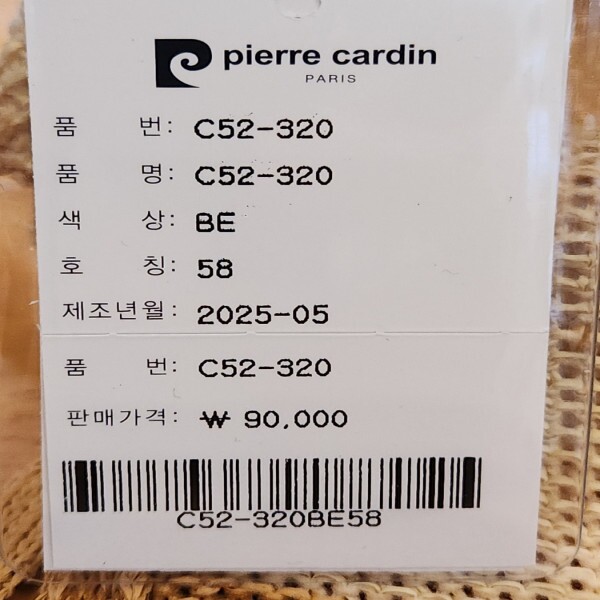 pierre cardin
PARIS
품 번: C52-320
품 명: C52-320
색 상: BE
호 칭: 58
제조년월: 2025-05
품 번: C52-320
판매가격: ₩ 90,000
C52-320BE58